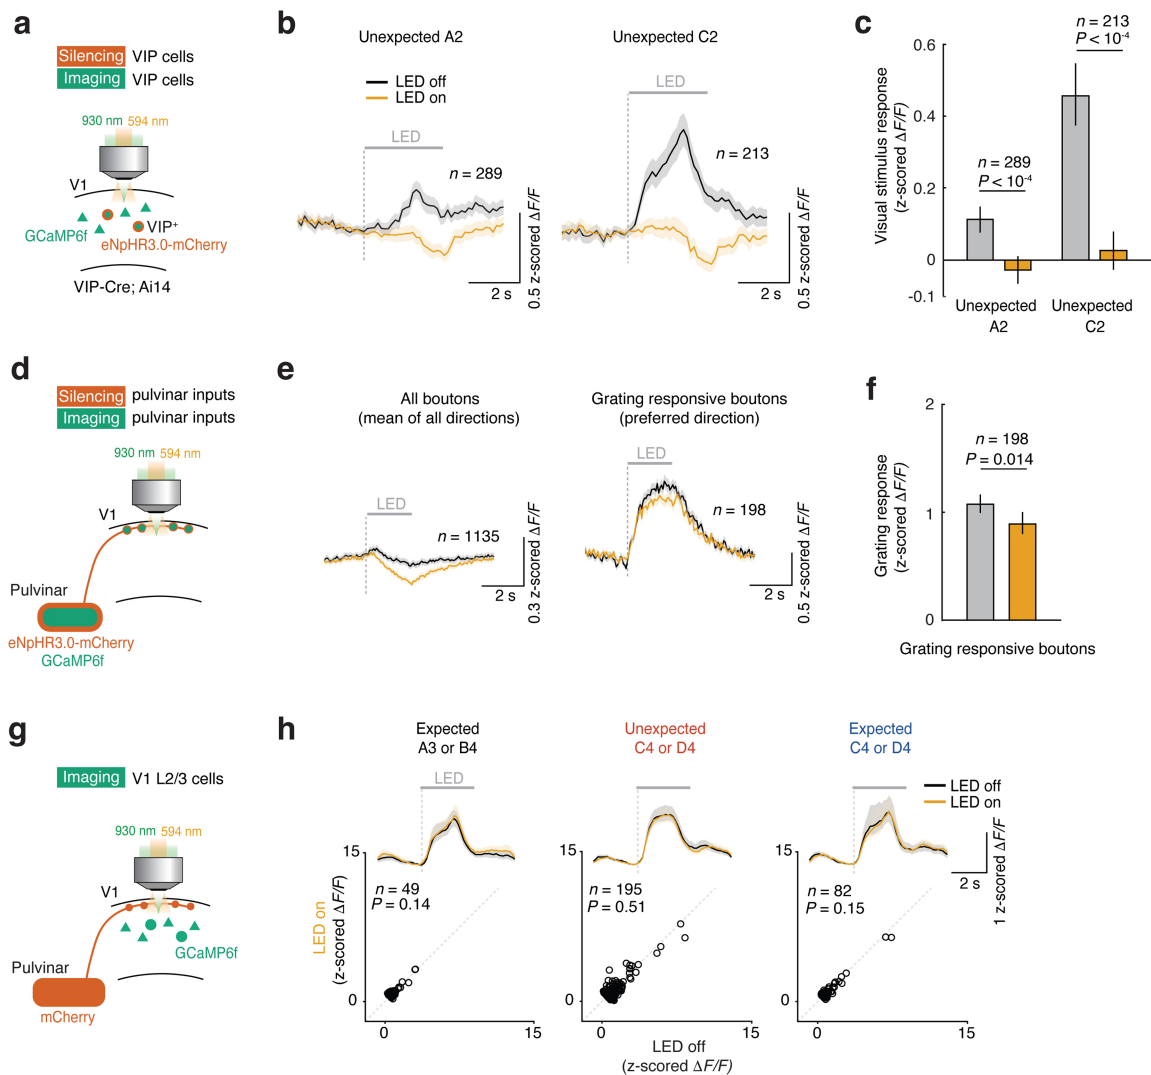 a
Silencing VIP cells
Imaging VIP cells
930 nm 594 nm
V1
VIP⁺
GCaMP6f
eNpHR3.0-mCherry
VIP-Cre; Ai14
b
Unexpected A2
Unexpected C2
LED off
LED on
LED
LED
n = 289
n = 213
2 s
0.5 z-scored ΔF/F
2 s
0.5 z-scored ΔF/F
c
Visual stimulus response
(z-scored ΔF/F)
0.6
0.4
0.2
0
-0.1
n = 289
P < 10⁻⁴
n = 213
P < 10⁻⁴
Unexpected
A2
Unexpected
C2
d
Silencing pulvinar inputs
Imaging pulvinar inputs
930 nm 594 nm
V1
Pulvinar
eNpHR3.0-mCherry
GCaMP6f
e
All boutons
(mean of all directions)
Grating responsive boutons
(preferred direction)
LED
LED
n = 1135
n = 198
2 s
0.3 z-scored ΔF/F
2 s
0.5 z-scored ΔF/F
f
Grating response
(z-scored ΔF/F)
2
1
0
n = 198
P = 0.014
Grating responsive boutons
g
Imaging V1 L2/3 cells
930 nm 594 nm
V1
GCaMP6f
Pulvinar
mCherry
h
Expected
A3 or B4
Unexpected
C4 or D4
Expected
C4 or D4
LED
LED off
LED on
2 s
1 z-scored ΔF/F
LED on
(z-scored ΔF/F)
15
n = 49
P = 0.14
0
0
15
15
n = 195
P = 0.51
0
0
15
15
n = 82
P = 0.15
0
0
15
LED off
(z-scored ΔF/F)